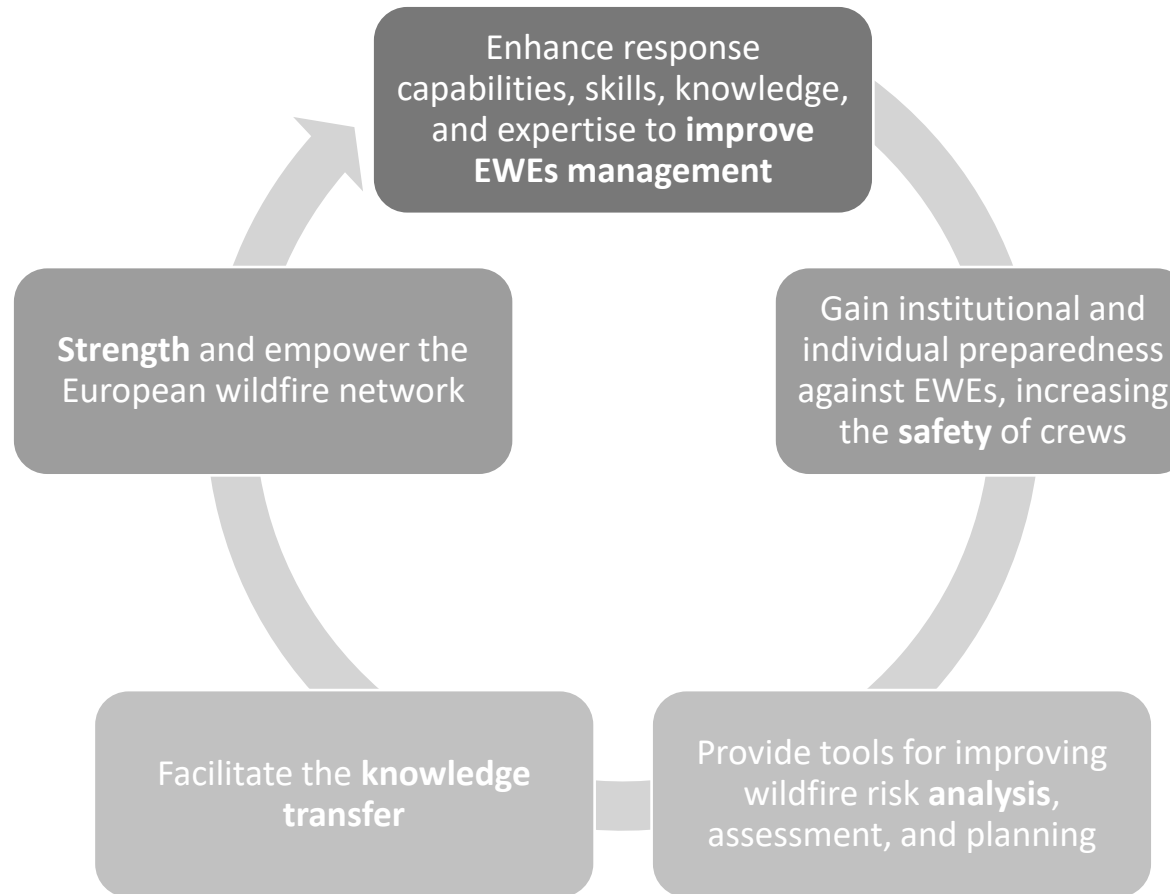 Enhance response
capabilities, skills, knowledge,
and expertise to improve
EWEs management
Gain institutional and
individual preparedness
against EWEs, increasing
the safety of crews
Provide tools for improving
wildfire risk analysis,
assessment, and planning
Facilitate the knowledge
transfer
Strength and empower the
European wildfire network